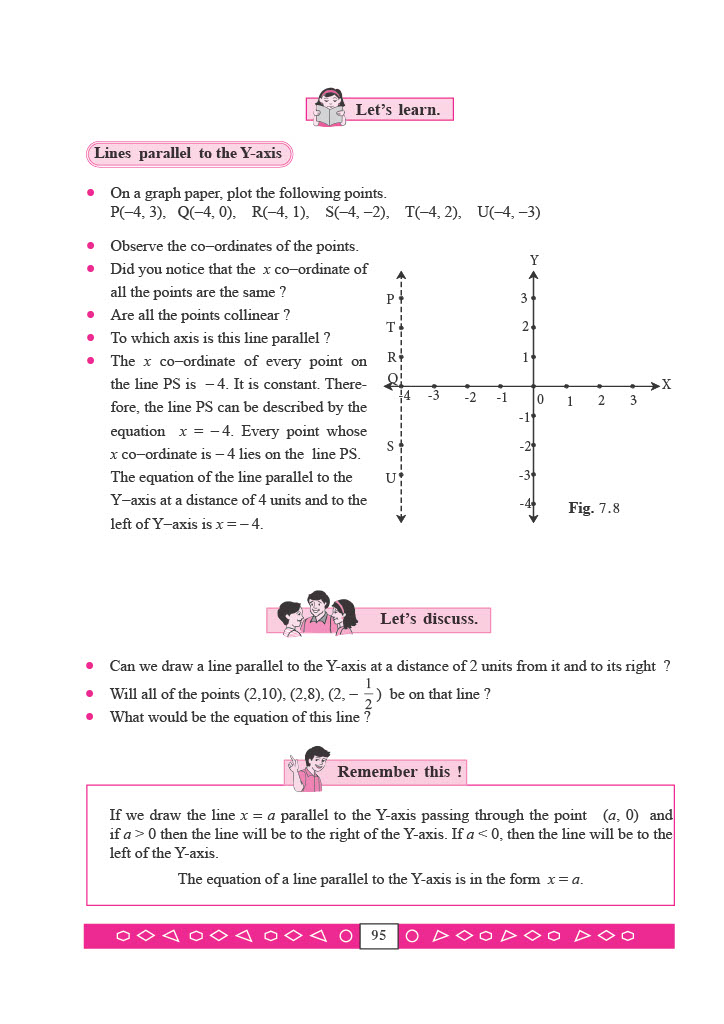 Let's learn.
Lines parallel to the Y-axis
On a graph paper, plot the following points.
P(–4, 3), Q(–4, 0), R(–4, 1), S(–4, –2), T(–4, 2), U(–4, –3)
Observe the co–ordinates of the points.
Did you notice that the x co–ordinate of
all the points are the same ?
Are all the points collinear ?
To which axis is this line parallel ?
The x co–ordinate of every point on
the line PS is – 4. It is constant. There-
fore, the line PS can be described by the
equation x = – 4. Every point whose
x co–ordinate is – 4 lies on the line PS.
The equation of the line parallel to the
Y–axis at a distance of 4 units and to the
left of Y–axis is x = – 4.
Y
P 3
T 2
R 1
Q X
-4 -3 -2 -1 0 1 2 3
-1
S -2
U -3
-4
Fig. 7.8
Let's discuss.
Can we draw a line parallel to the Y-axis at a distance of 2 units from it and to its right ?
Will all of the points (2,10), (2,8), (2, – 1/2 ) be on that line ?
What would be the equation of this line ?
Remember this !
If we draw the line x = a parallel to the Y-axis passing through the point (a, 0) and
if a > 0 then the line will be to the right of the Y-axis. If a < 0, then the line will be to the
left of the Y-axis.
The equation of a line parallel to the Y-axis is in the form x = a.
95